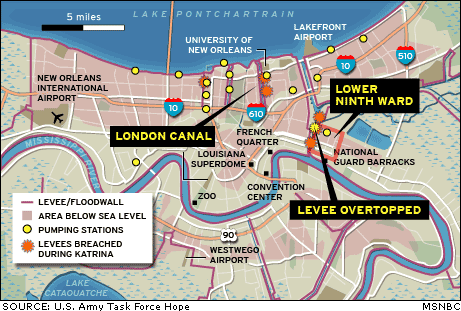 LAKE PONTCHARTRAIN
5 miles
LAKEFRONT
AIRPORT
UNIVERSITY
OF NEW ORLEANS
510
10
NEW ORLEANS
INTERNATIONAL
AIRPORT
LOWER
NINTH WARD
10
610
LONDON CANAL
FRENCH
QUARTER
MISSISSIPPI RIVER
LOUISIANA
SUPERDOME
NATIONAL
GUARD BARRACKS
CONVENTION
CENTER
ZOO
LEVEE OVERTOPPED
LEVEE/FLOODWALL
AREA BELOW SEA LEVEL
PUMPING STATIONS
LEVEES BREACHED
DURING KATRINA
90
WESTWEGO
AIRPORT
LAKE
CATAOUATCHE
SOURCE: U.S. Army Task Force Hope
MSNBC